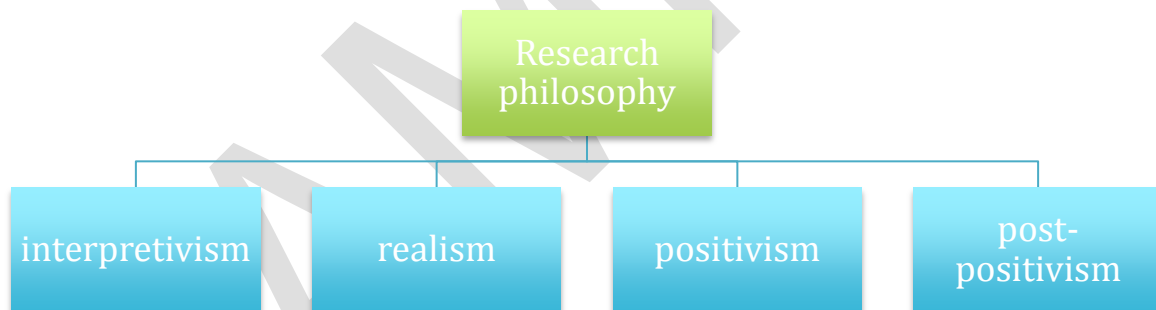 Research
philosophy
interpretivism
realism
positivism
post-
positivism